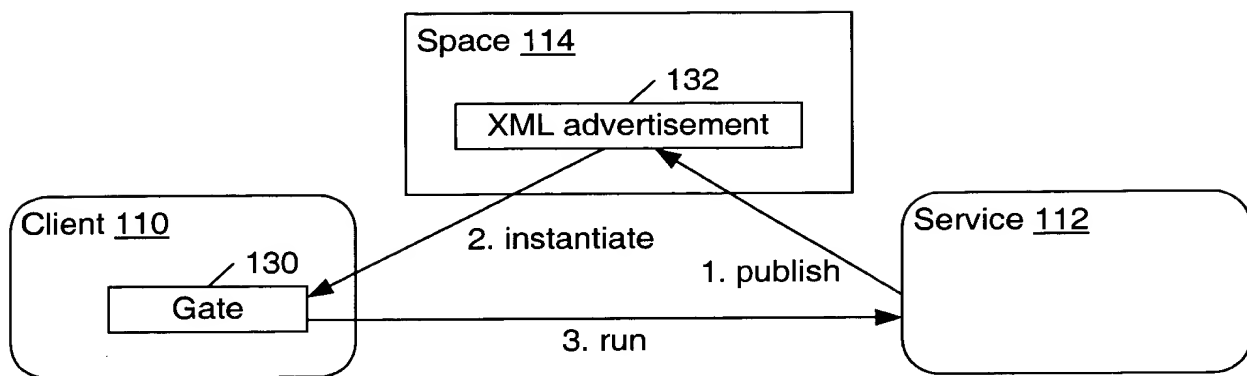 Space 114
132
XML advertisement
Client 110
2. instantiate
Service 112
130
1. publish
Gate
3. run